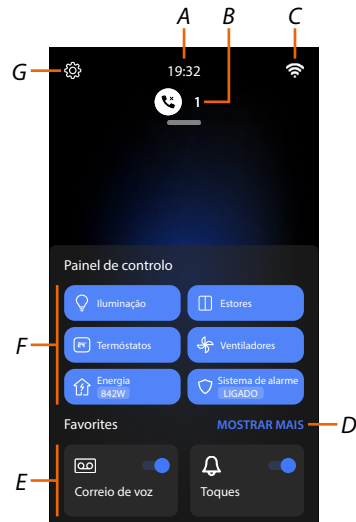 A
B
C
G
19:32
1
Painel de controlo
Iluminação
Estores
F
24°
Termóstatos
Ventiladores
Energia
842W
Sistema de alarme
LIGADO
Favorites
MOSTRAR MAIS
D
E
Correio de voz
Toques